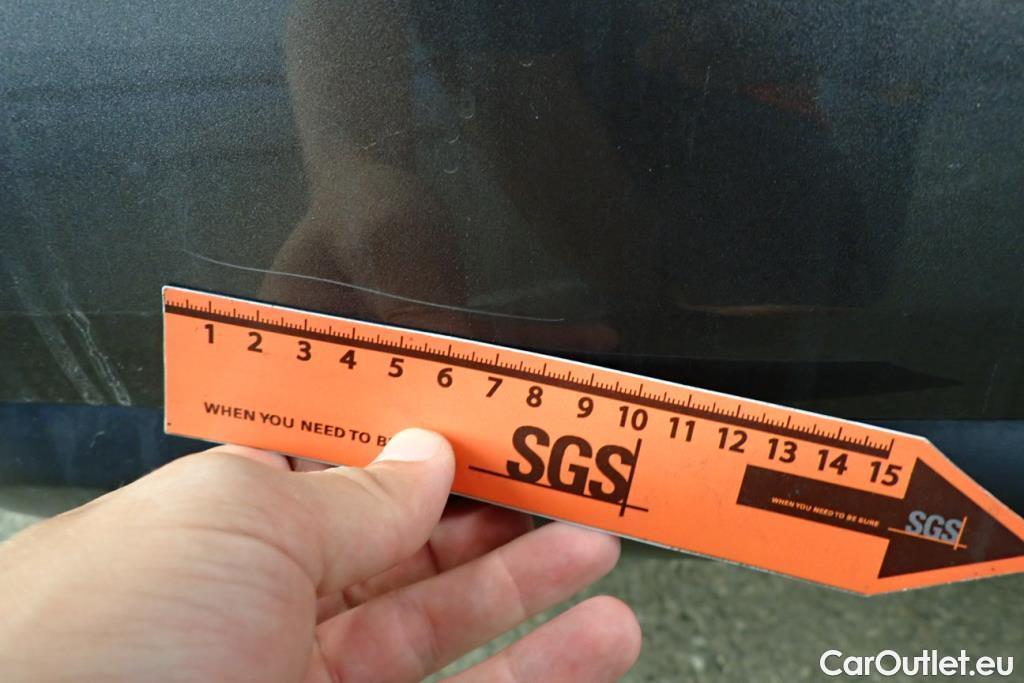 1 2 3 4 5 6 7 8 9 10 11 12 13 14 15
WHEN YOU NEED TO B
SGS
WHEN YOU NEED TO BE SURE
SGS
CarOutlet.eu